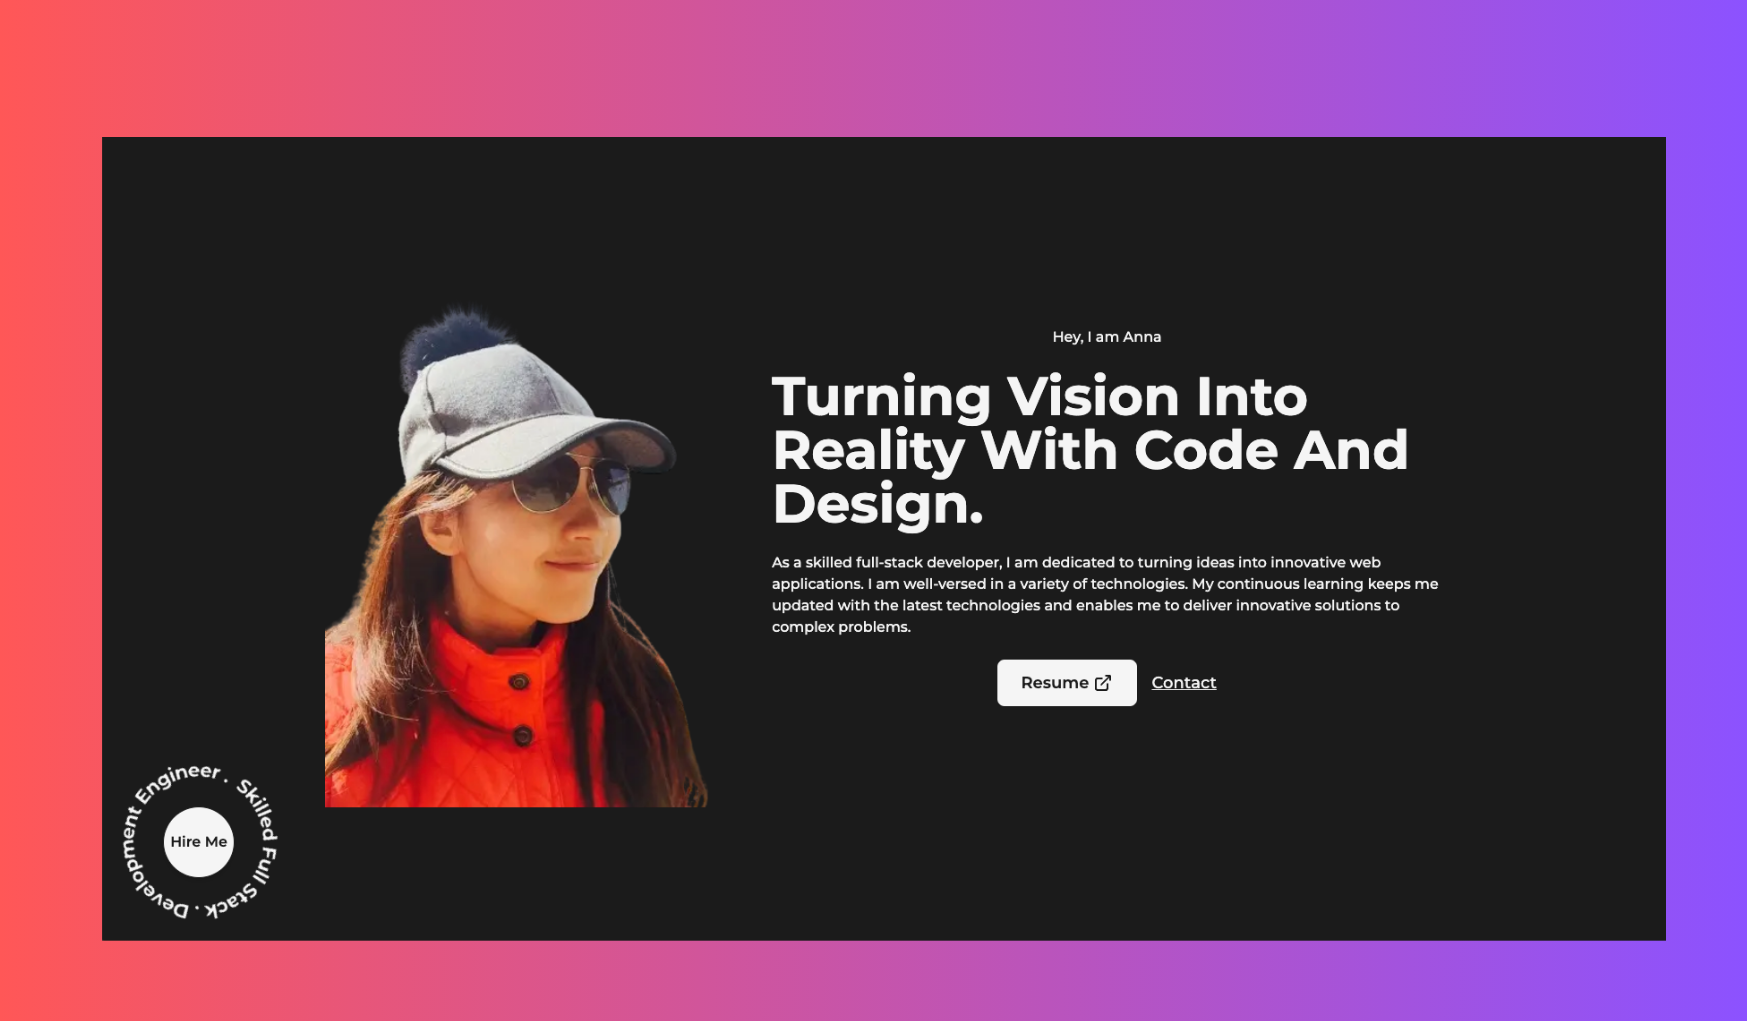 Hey, I am Anna
Turning Vision Into
Reality With Code And
Design.
As a skilled full-stack developer, I am dedicated to turning ideas into innovative web
applications. I am well-versed in a variety of technologies. My continuous learning keeps me
updated with the latest technologies and enables me to deliver innovative solutions to
complex problems.
Resume
Contact
Skilled Full Stack . Development Engineer .
Hire Me